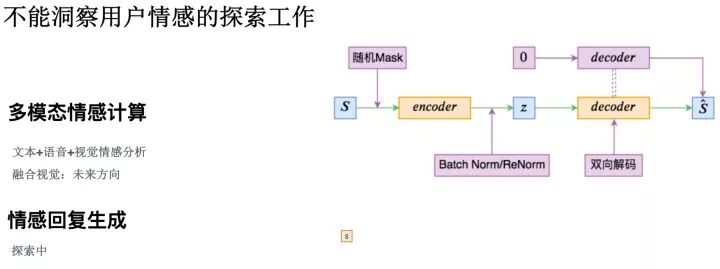 不能洞察用户情感的探索工作
多模态情感计算
文本+语音+视觉情感分析
融合视觉：未来方向
情感回复生成
探索中
随机Mask
0
decoder
S
encoder
z
decoder
Ŝ
Batch Norm/ReNorm
双向解码
s